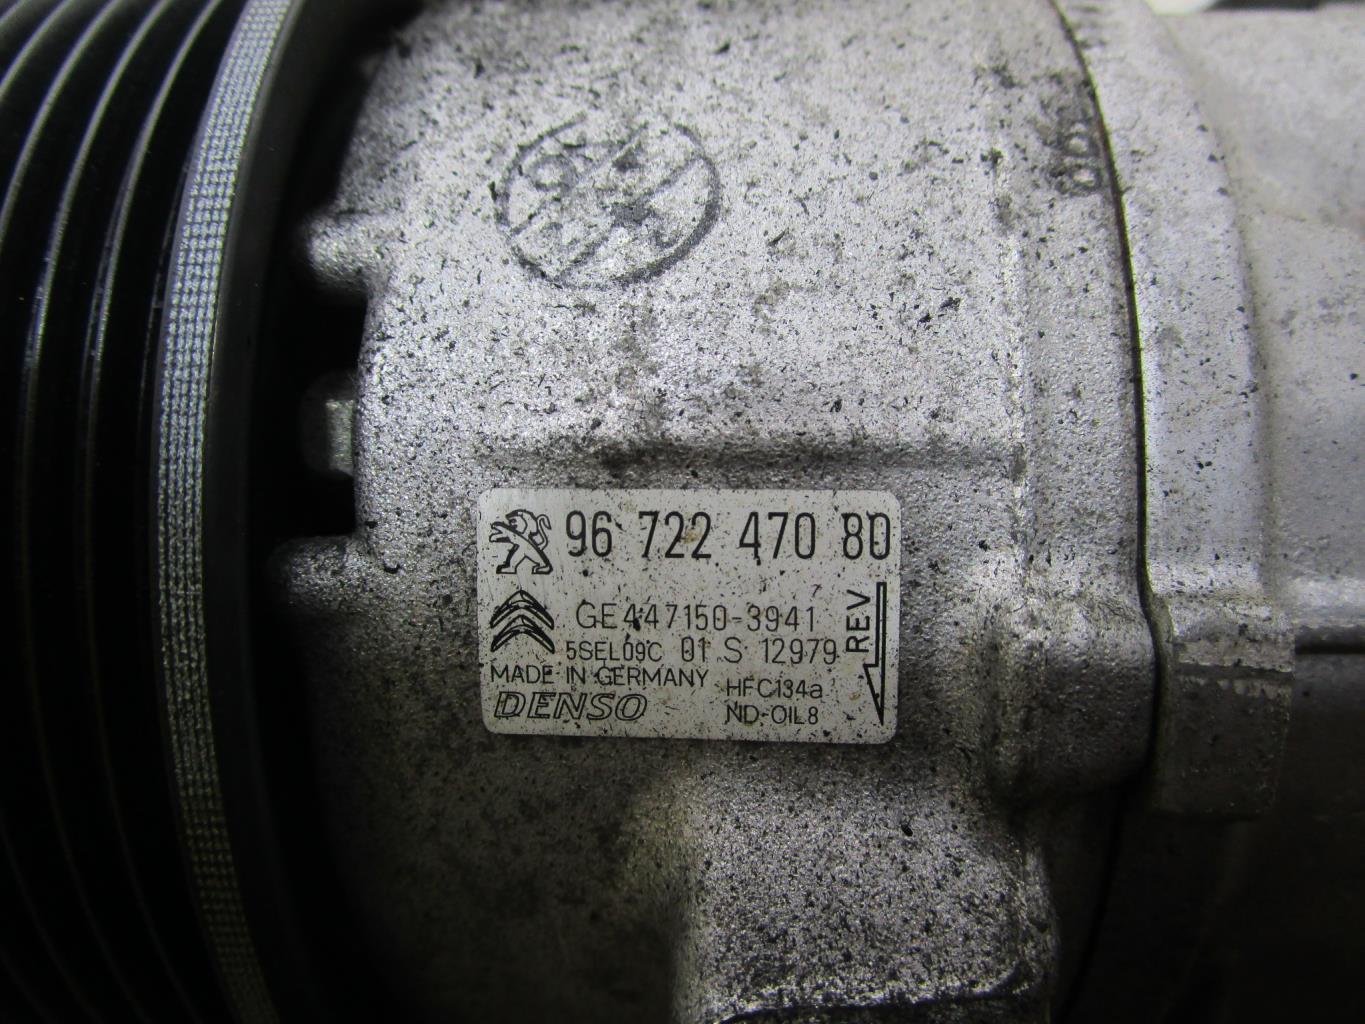 96 722 470 80
GE447150-3941
5SEL09C 01 S 12979
REV
MADE IN GERMANY
HFC134a
DENSO
ND-OIL8